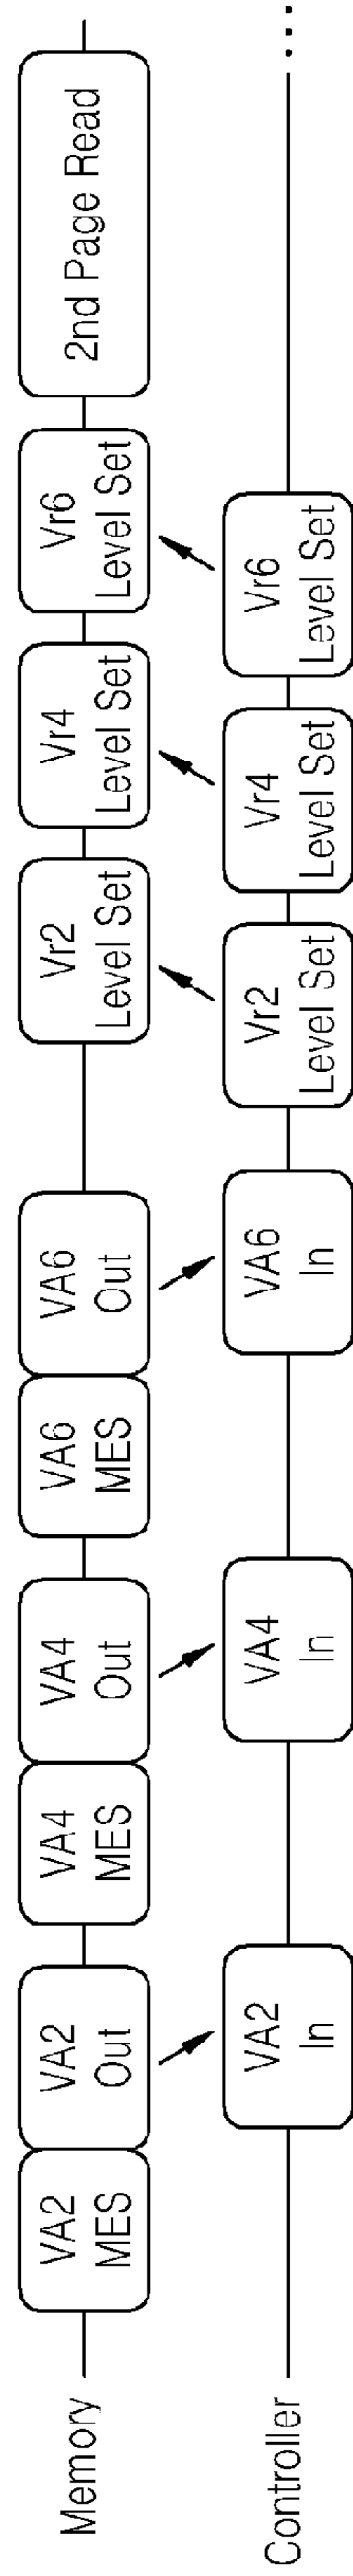 Memory
VA2
MES
VA2
Out
VA4
MES
VA4
Out
VA6
MES
VA6
Out
Vr2
Level Set
Vr4
Level Set
Vr6
Level Set
2nd Page Read
Controller
VA2
In
VA4
In
VA6
In
Vr2
Level Set
Vr4
Level Set
Vr6
Level Set
...